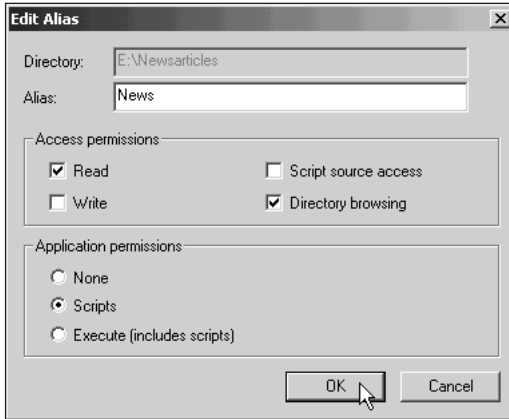 Edit Alias
Directory: E:\Newsarticles
Alias: News
Access permissions
Read Script source access
Write Directory browsing
Application permissions
None
Scripts
Execute (includes scripts)
OK Cancel